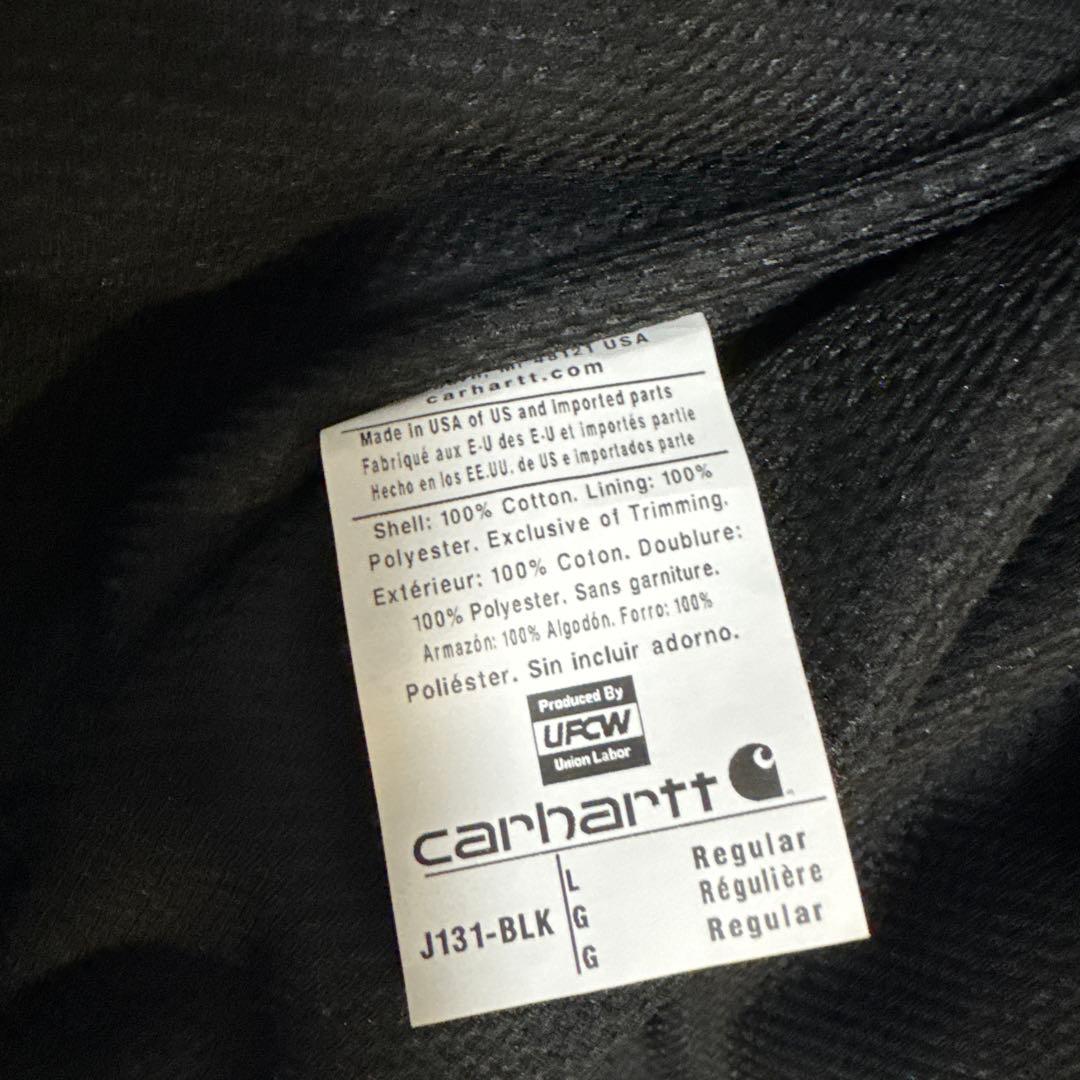 MI 48121 USA
carhartt.com
Made in USA of US and Imported parts
Fabriqué aux E-U des E-U et importés partie
Hecho en los EE.UU. de US e importados parte
Shell: 100% Cotton. Lining: 100%
Polyester. Exclusive of Trimming.
Extérieur: 100% Coton. Doublure:
100% Polyester. Sans garniture.
Armazón: 100% Algodón. Forro: 100%
Poliéster. Sin incluir adorno.
Produced By
UFCW
Union Labor
carhartt
J131-BLK
L Regular
G Régulière
G Regular